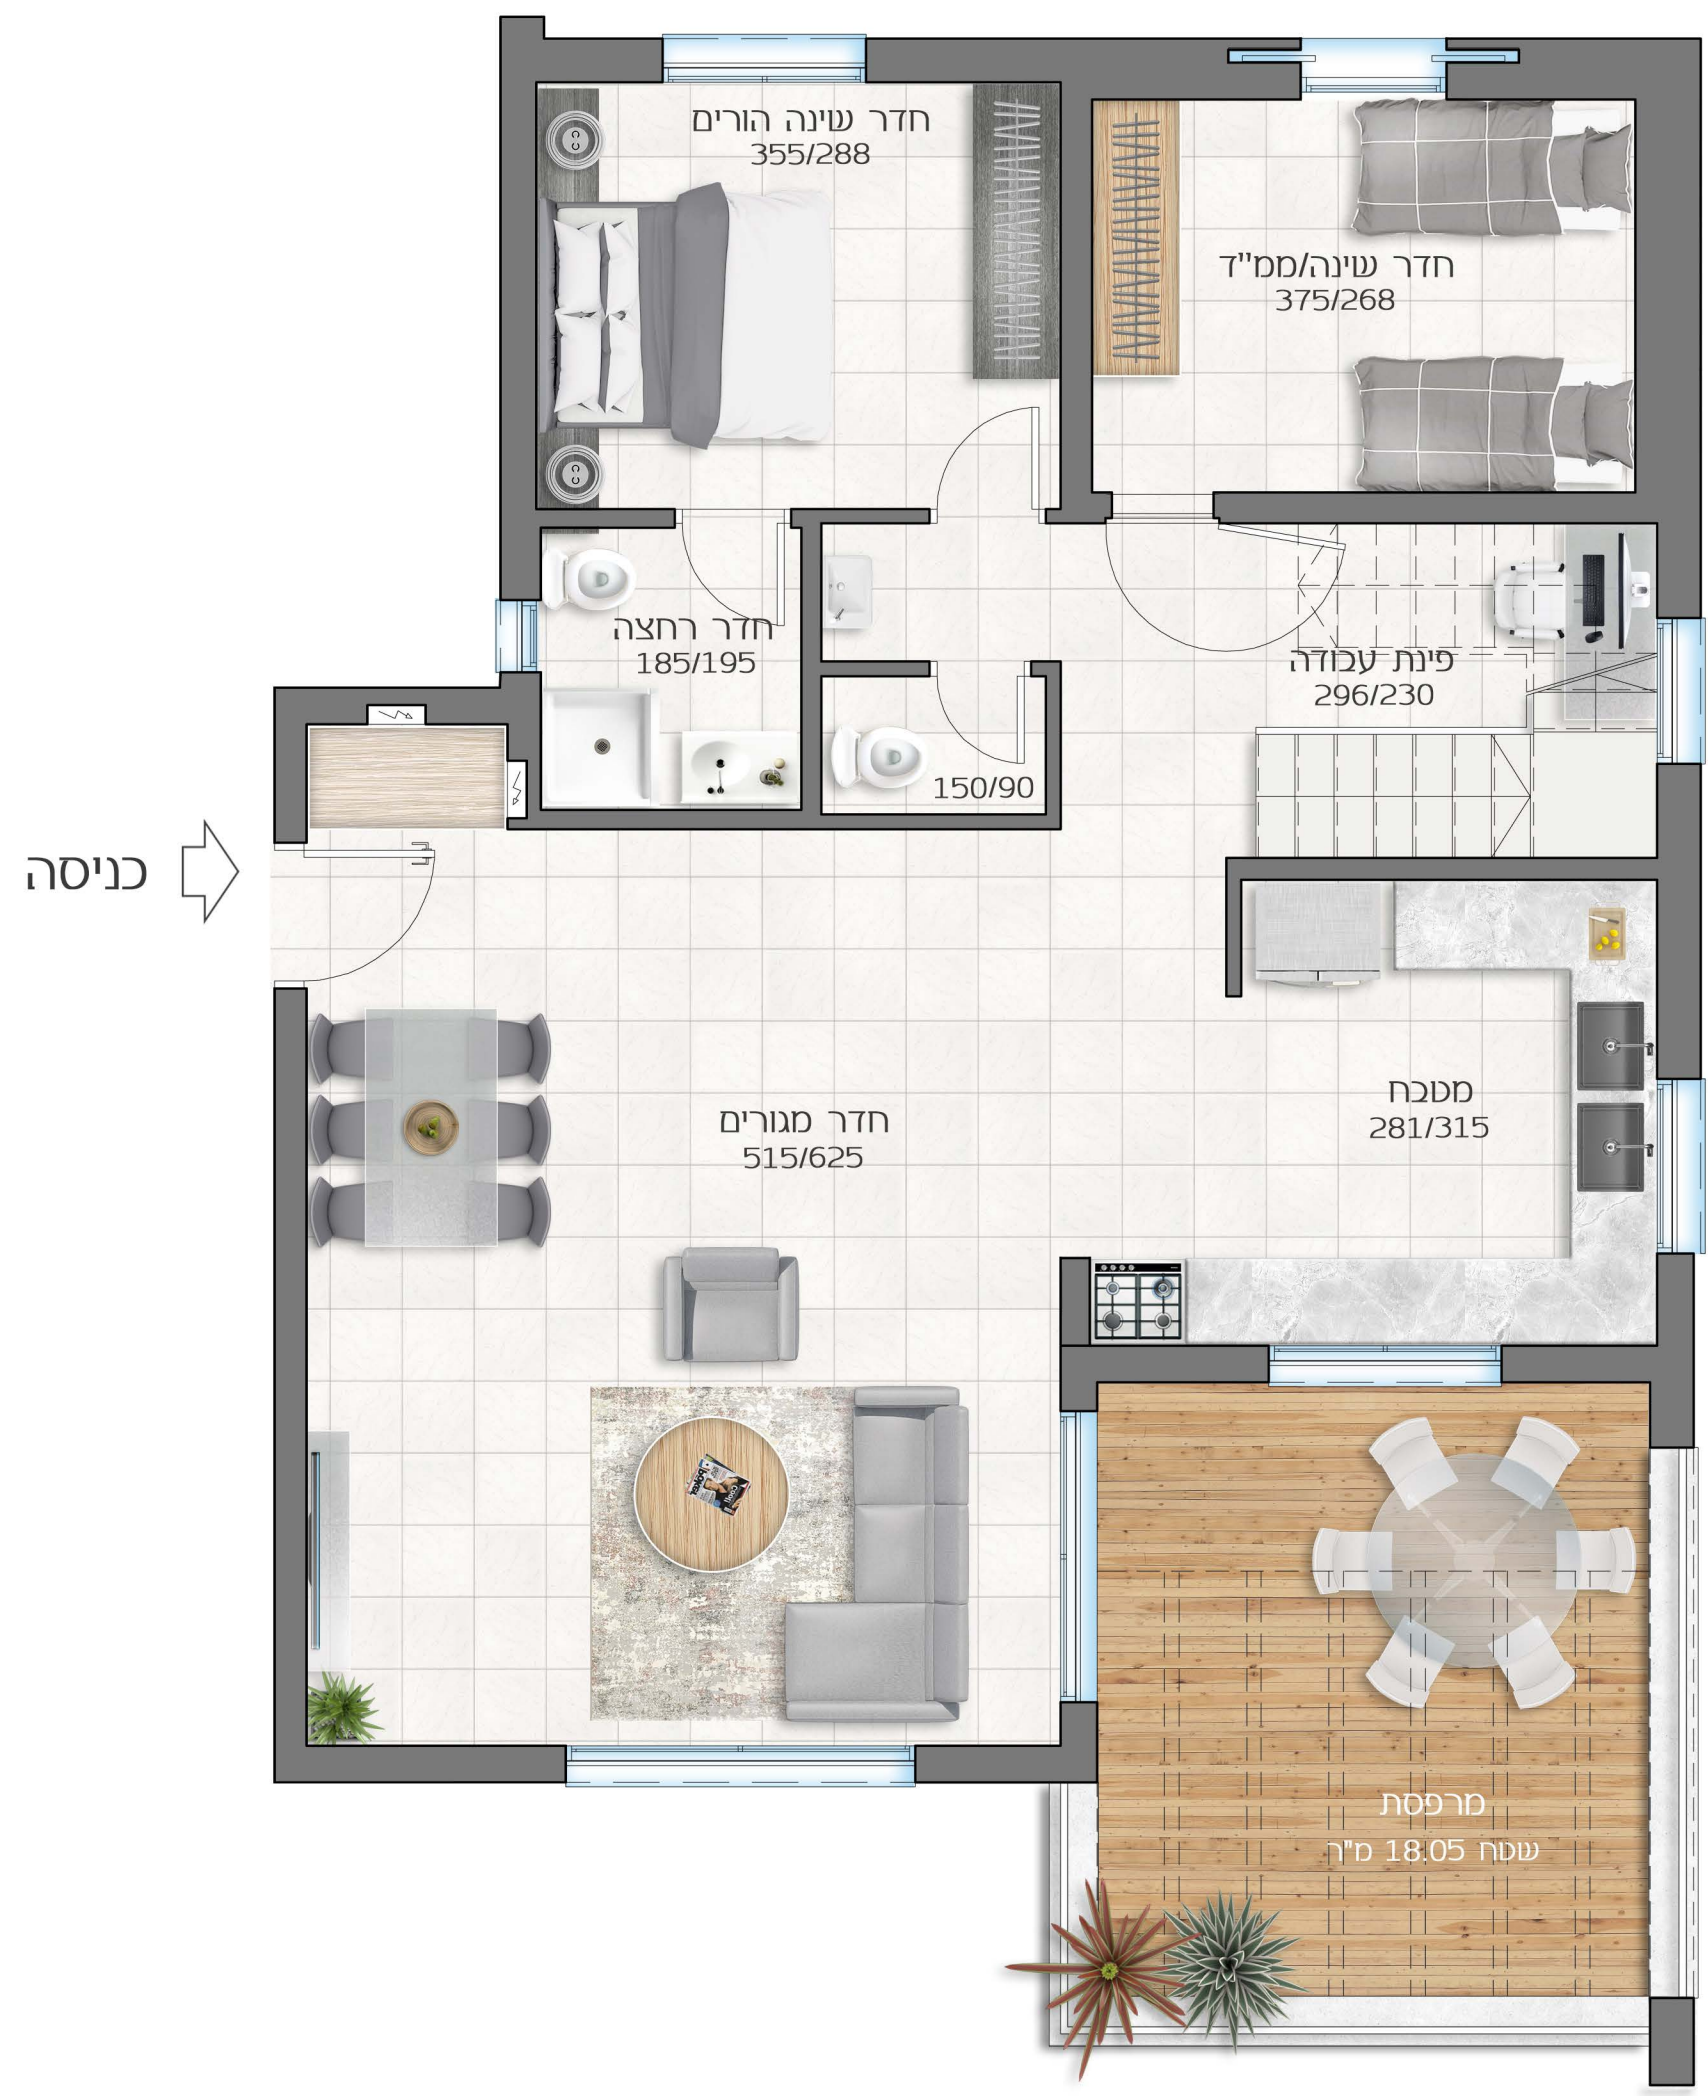 חדר שינה הורים
355/288
חדר שינה/ממ"ד
375/268
חדר רחצה
185/195
פינת עבודה
296/230
150/90
כניסה
מטבח
281/315
חדר מגורים
515/625
מרפסת
שטח 18.05 מ"ר